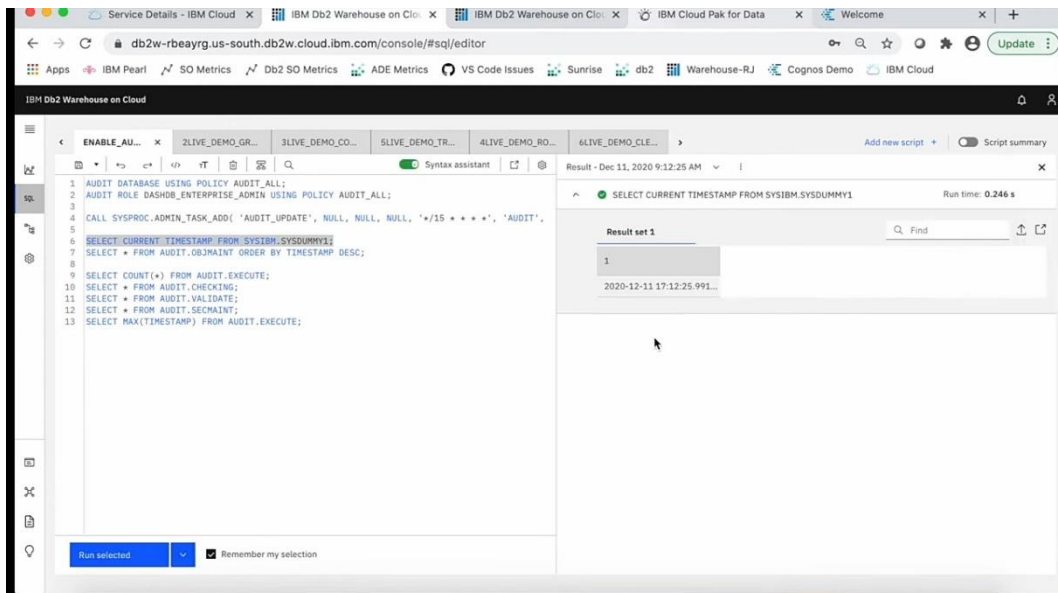 Service Details - IBM Cloud
IBM Db2 Warehouse on Clou
IBM Db2 Warehouse on Clou
IBM Cloud Pak for Data
Welcome
db2w-rbeayrg.us-south.db2w.cloud.ibm.com/console/#sql/editor
Update
Apps
IBM Pearl
SO Metrics
Db2 SO Metrics
ADE Metrics
VS Code Issues
Sunrise
db2
Warehouse-RJ
Cognos Demo
IBM Cloud
IBM Db2 Warehouse on Cloud
ENABLE_AU...
2LIVE_DEMO_GR...
3LIVE_DEMO_CO...
5LIVE_DEMO_TR...
4LIVE_DEMO_RO...
6LIVE_DEMO_CLE...
Add new script +
Script summary
SQL
Syntax assistant
1 AUDIT DATABASE USING POLICY AUDIT_ALL;
2 AUDIT ROLE DASHDB_ENTERPRISE_ADMIN USING POLICY AUDIT_ALL;
3
4 CALL SYSPROC.ADMIN_TASK_ADD( 'AUDIT_UPDATE', NULL, NULL, NULL, '*/15 * * * *', 'AUDIT',
5
6 SELECT CURRENT TIMESTAMP FROM SYSIBM.SYSDUMMY1;
7 SELECT * FROM AUDIT.OBJMAINT ORDER BY TIMESTAMP DESC;
8
9 SELECT COUNT(*) FROM AUDIT.EXECUTE;
10 SELECT * FROM AUDIT.CHECKING;
11 SELECT * FROM AUDIT.VALIDATE;
12 SELECT * FROM AUDIT.SECMAINT;
13 SELECT MAX(TIMESTAMP) FROM AUDIT.EXECUTE;
Run selected
Remember my selection
Result - Dec 11, 2020 9:12:25 AM
SELECT CURRENT TIMESTAMP FROM SYSIBM.SYSDUMMY1
Run time: 0.246 s
Result set 1
Find
1
2020-12-11 17:12:25.991...